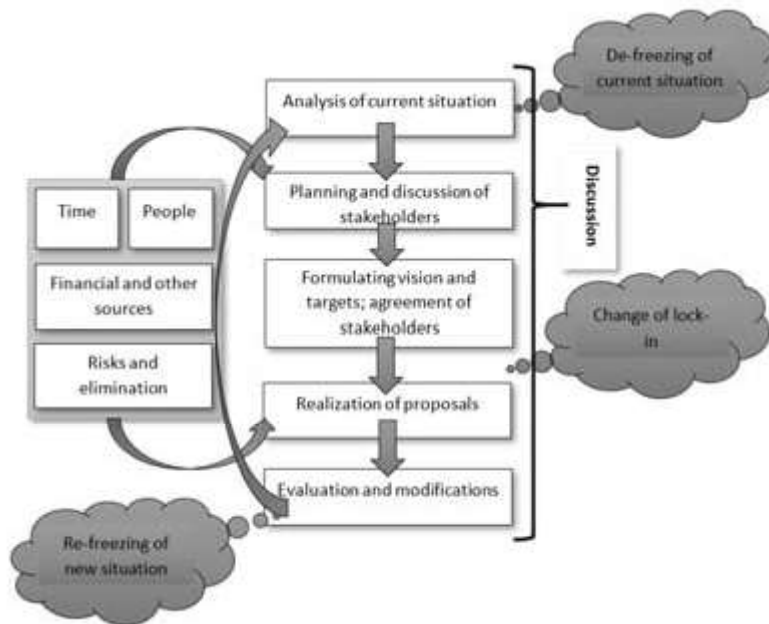 De-freezing of
current situation
Analysis of current situation
Discussion
Time
People
Planning and discussion of
stakeholders
Financial and other
sources
Formulating vision and
targets; agreement of
stakeholders
Change of lock-
in
Risks and
elimination
Realization of proposals
Evaluation and modifications
Re-freezing of
new situation